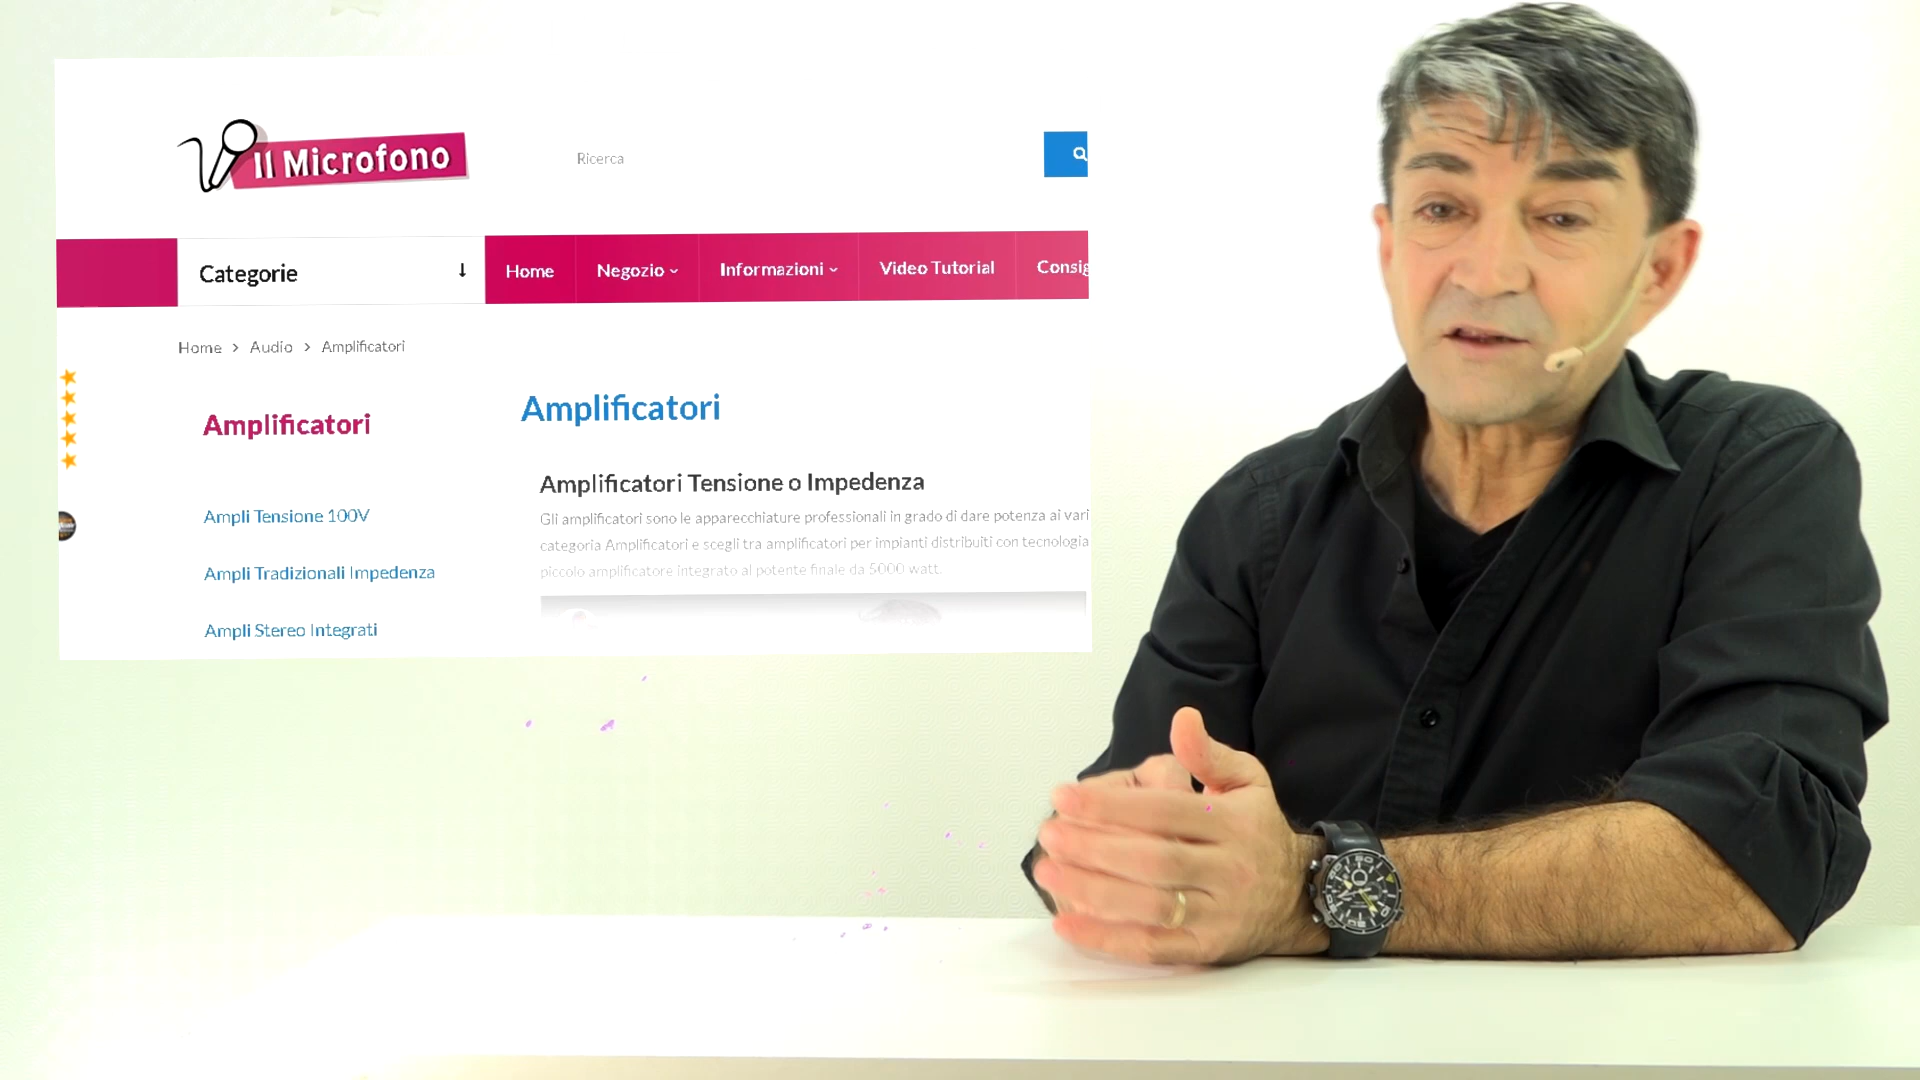 Il Microfono
Ricerca
Categorie
Home
Negozio
Informazioni
Video Tutorial
Consig
Home > Audio > Amplificatori
Amplificatori
Amplificatori
Amplificatori Tensione o Impedenza
Gli amplificatori sono le apparecchiature professionali in grado di dare potenza ai vari
categoria Amplificatori e scegli tra amplificatori per impianti distribuiti con tecnologia
piccolo amplificatore integrato al potente finale da 5000 watt.
Ampli Tensione 100V
Ampli Tradizionali Impedenza
Ampli Stereo Integrati